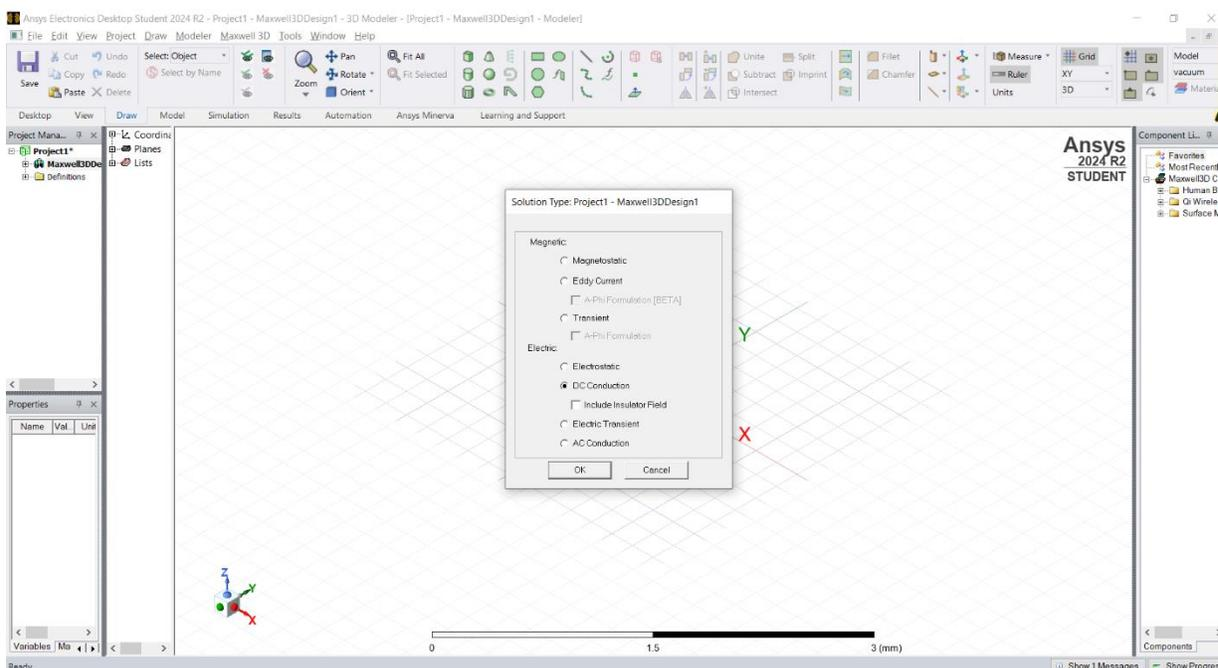 Ansys Electronics Desktop Student 2024 R2 - Project1 - Maxwell3DDesign1 - 3D Modeler - [Project1 - Maxwell3DDesign1 - Modeler]
File Edit View Project Draw Modeler Maxwell 3D Tools Window Help
Save
Cut
Copy
Paste
Undo
Redo
Delete
Select: Object
Select by Name
Zoom
Pan
Rotate
Orient
Fit All
Fit Selected
Unite
Subtract
Intersect
Split
Imprint
Fillet
Chamfer
Measure
Ruler
Units
Grid
XY
3D
Model
vacuum
Materia
Desktop View Draw Model Simulation Results Automation Ansys Minerva Learning and Support
Project Mana...
Project1*
Maxwell3DDe
Definitions
Coordina
Planes
Lists
Properties
Name Val... Unit
Variables Ma
Ansys
2024 R2
STUDENT
Solution Type: Project1 - Maxwell3DDesign1
Magnetic:
Magnetostatic
Eddy Current
A-Phi Formulation [BETA]
Transient
A-Phi Formulation
Electric:
Electrostatic
DC Conduction
Include Insulator Field
Electric Transient
AC Conduction
OK Cancel
Y
X
Z
Y
X
0 1.5 3 (mm)
Component Li...
Favorites
Most Recentl
Maxwell3D C
Human B
Qi Wirele
Surface M
Components
Ready
Show 1 Messages Show Progre